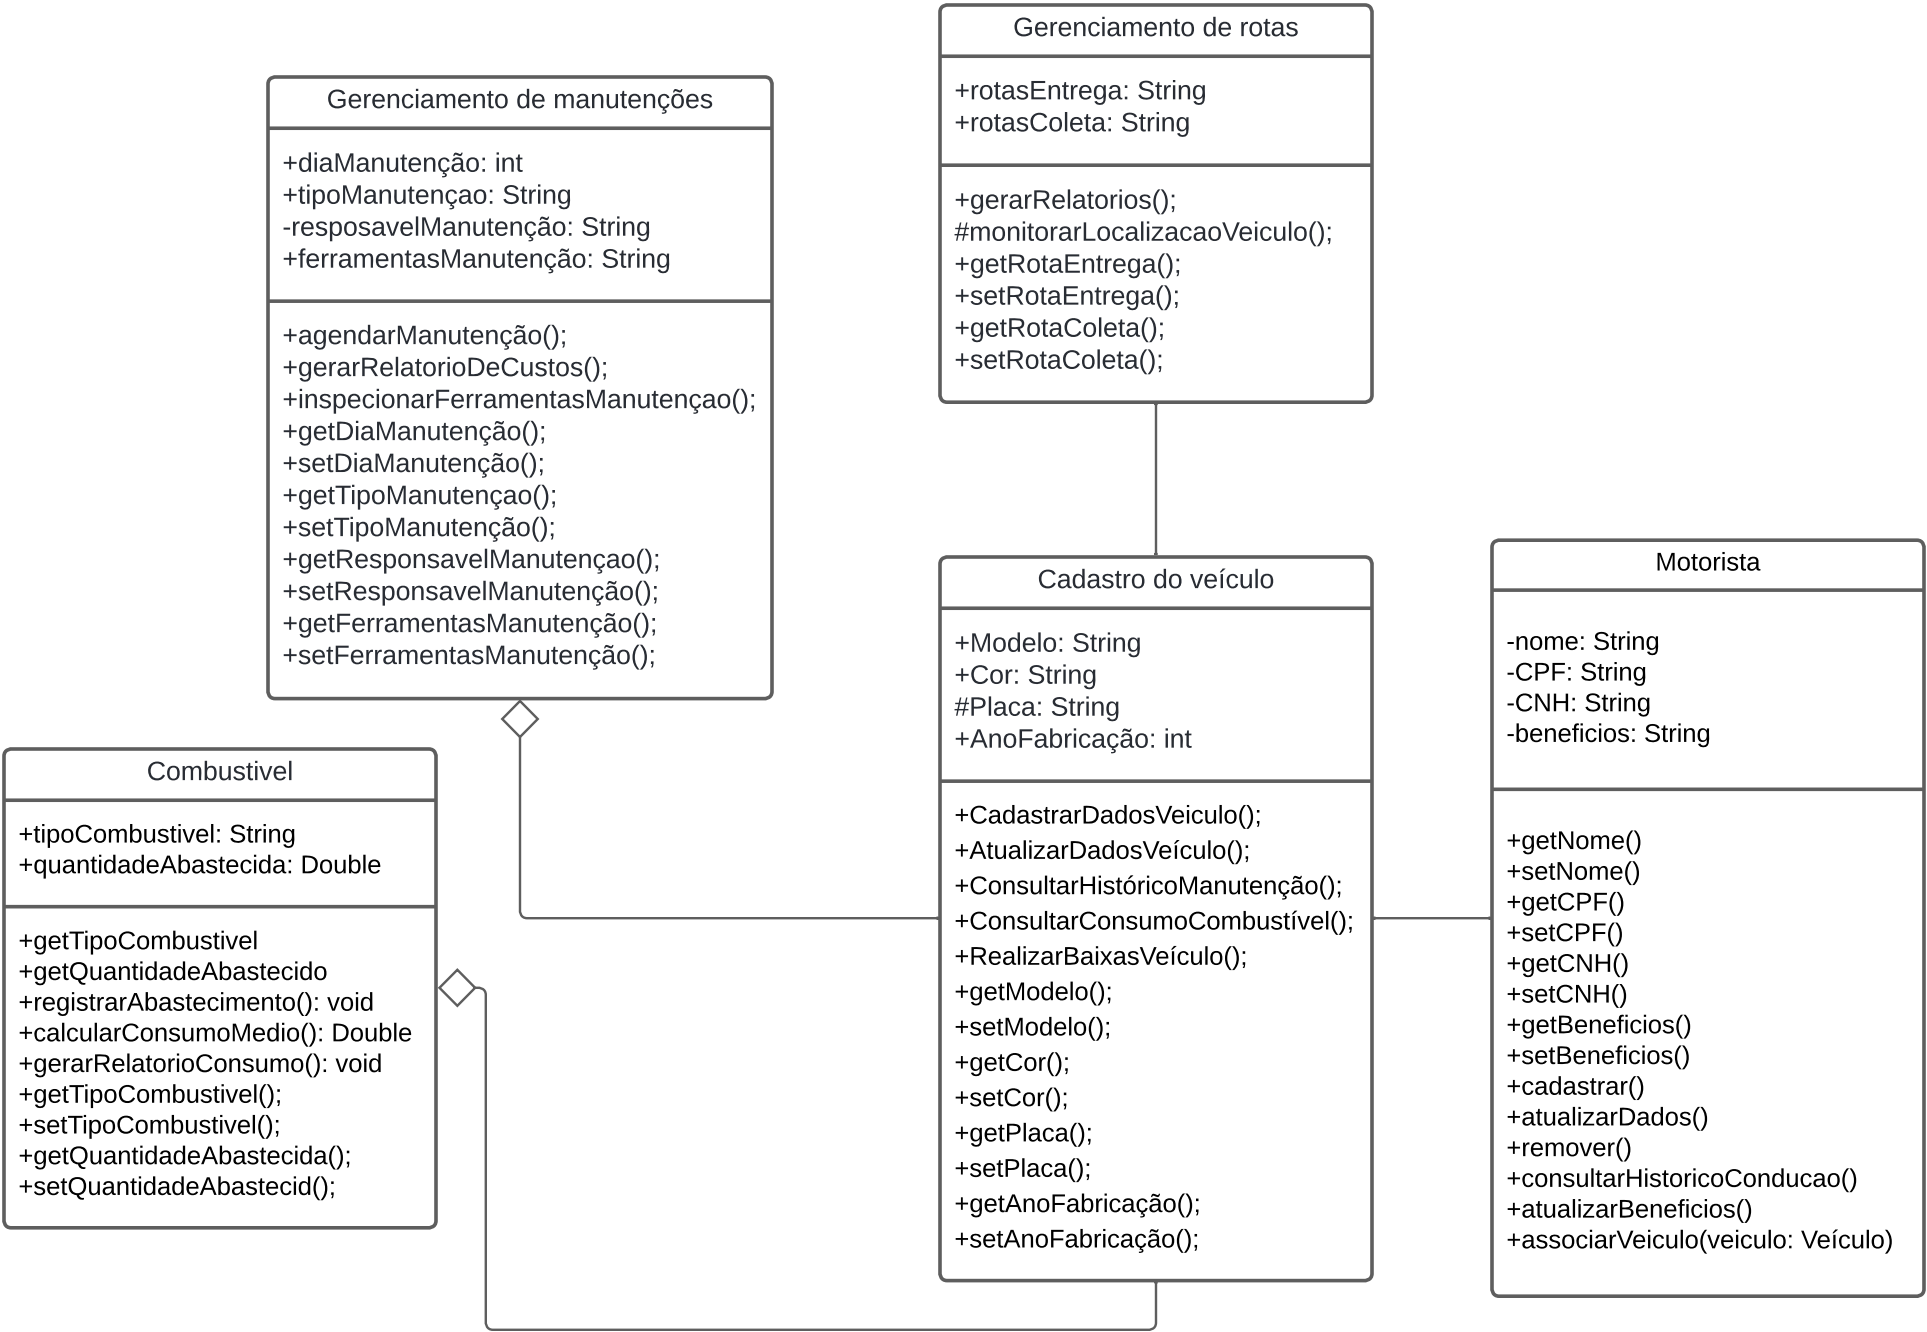 Gerenciamento de rotas
+rotasEntrega: String
+rotasColeta: String
+gerarRelatorios();
#monitorarLocalizacaoVeiculo();
+getRotaEntrega();
+setRotaEntrega();
+getRotaColeta();
+setRotaColeta();
Gerenciamento de manutenções
+diaManutenção: int
+tipoManutençao: String
-resposavelManutenção: String
+ferramentasManutenção: String
+agendarManutenção();
+gerarRelatorioDeCustos();
+inspecionarFerramentasManutençao();
+getDiaManutenção();
+setDiaManutenção();
+getTipoManutençao();
+setTipoManutenção();
+getResponsavelManutençao();
+setResponsavelManutenção();
+getFerramentasManutenção();
+setFerramentasManutenção();
Cadastro do veículo
+Modelo: String
+Cor: String
#Placa: String
+AnoFabricação: int
+CadastrarDadosVeiculo();
+AtualizarDadosVeículo();
+ConsultarHistóricoManutenção();
+ConsultarConsumoCombustível();
+RealizarBaixasVeículo();
+getModelo();
+setModelo();
+getCor();
+setCor();
+getPlaca();
+setPlaca();
+getAnoFabricação();
+setAnoFabricação();
Motorista
-nome: String
-CPF: String
-CNH: String
-beneficios: String
+getNome()
+setNome()
+getCPF()
+setCPF()
+getCNH()
+setCNH()
+getBeneficios()
+setBeneficios()
+cadastrar()
+atualizarDados()
+remover()
+consultarHistoricoConducao()
+atualizarBeneficios()
+associarVeiculo(veiculo: Veículo)
Combustivel
+tipoCombustivel: String
+quantidadeAbastecida: Double
+getTipoCombustivel
+getQuantidadeAbastecido
+registrarAbastecimento(): void
+calcularConsumoMedio(): Double
+gerarRelatorioConsumo(): void
+getTipoCombustivel();
+setTipoCombustivel();
+getQuantidadeAbastecida();
+setQuantidadeAbastecid();